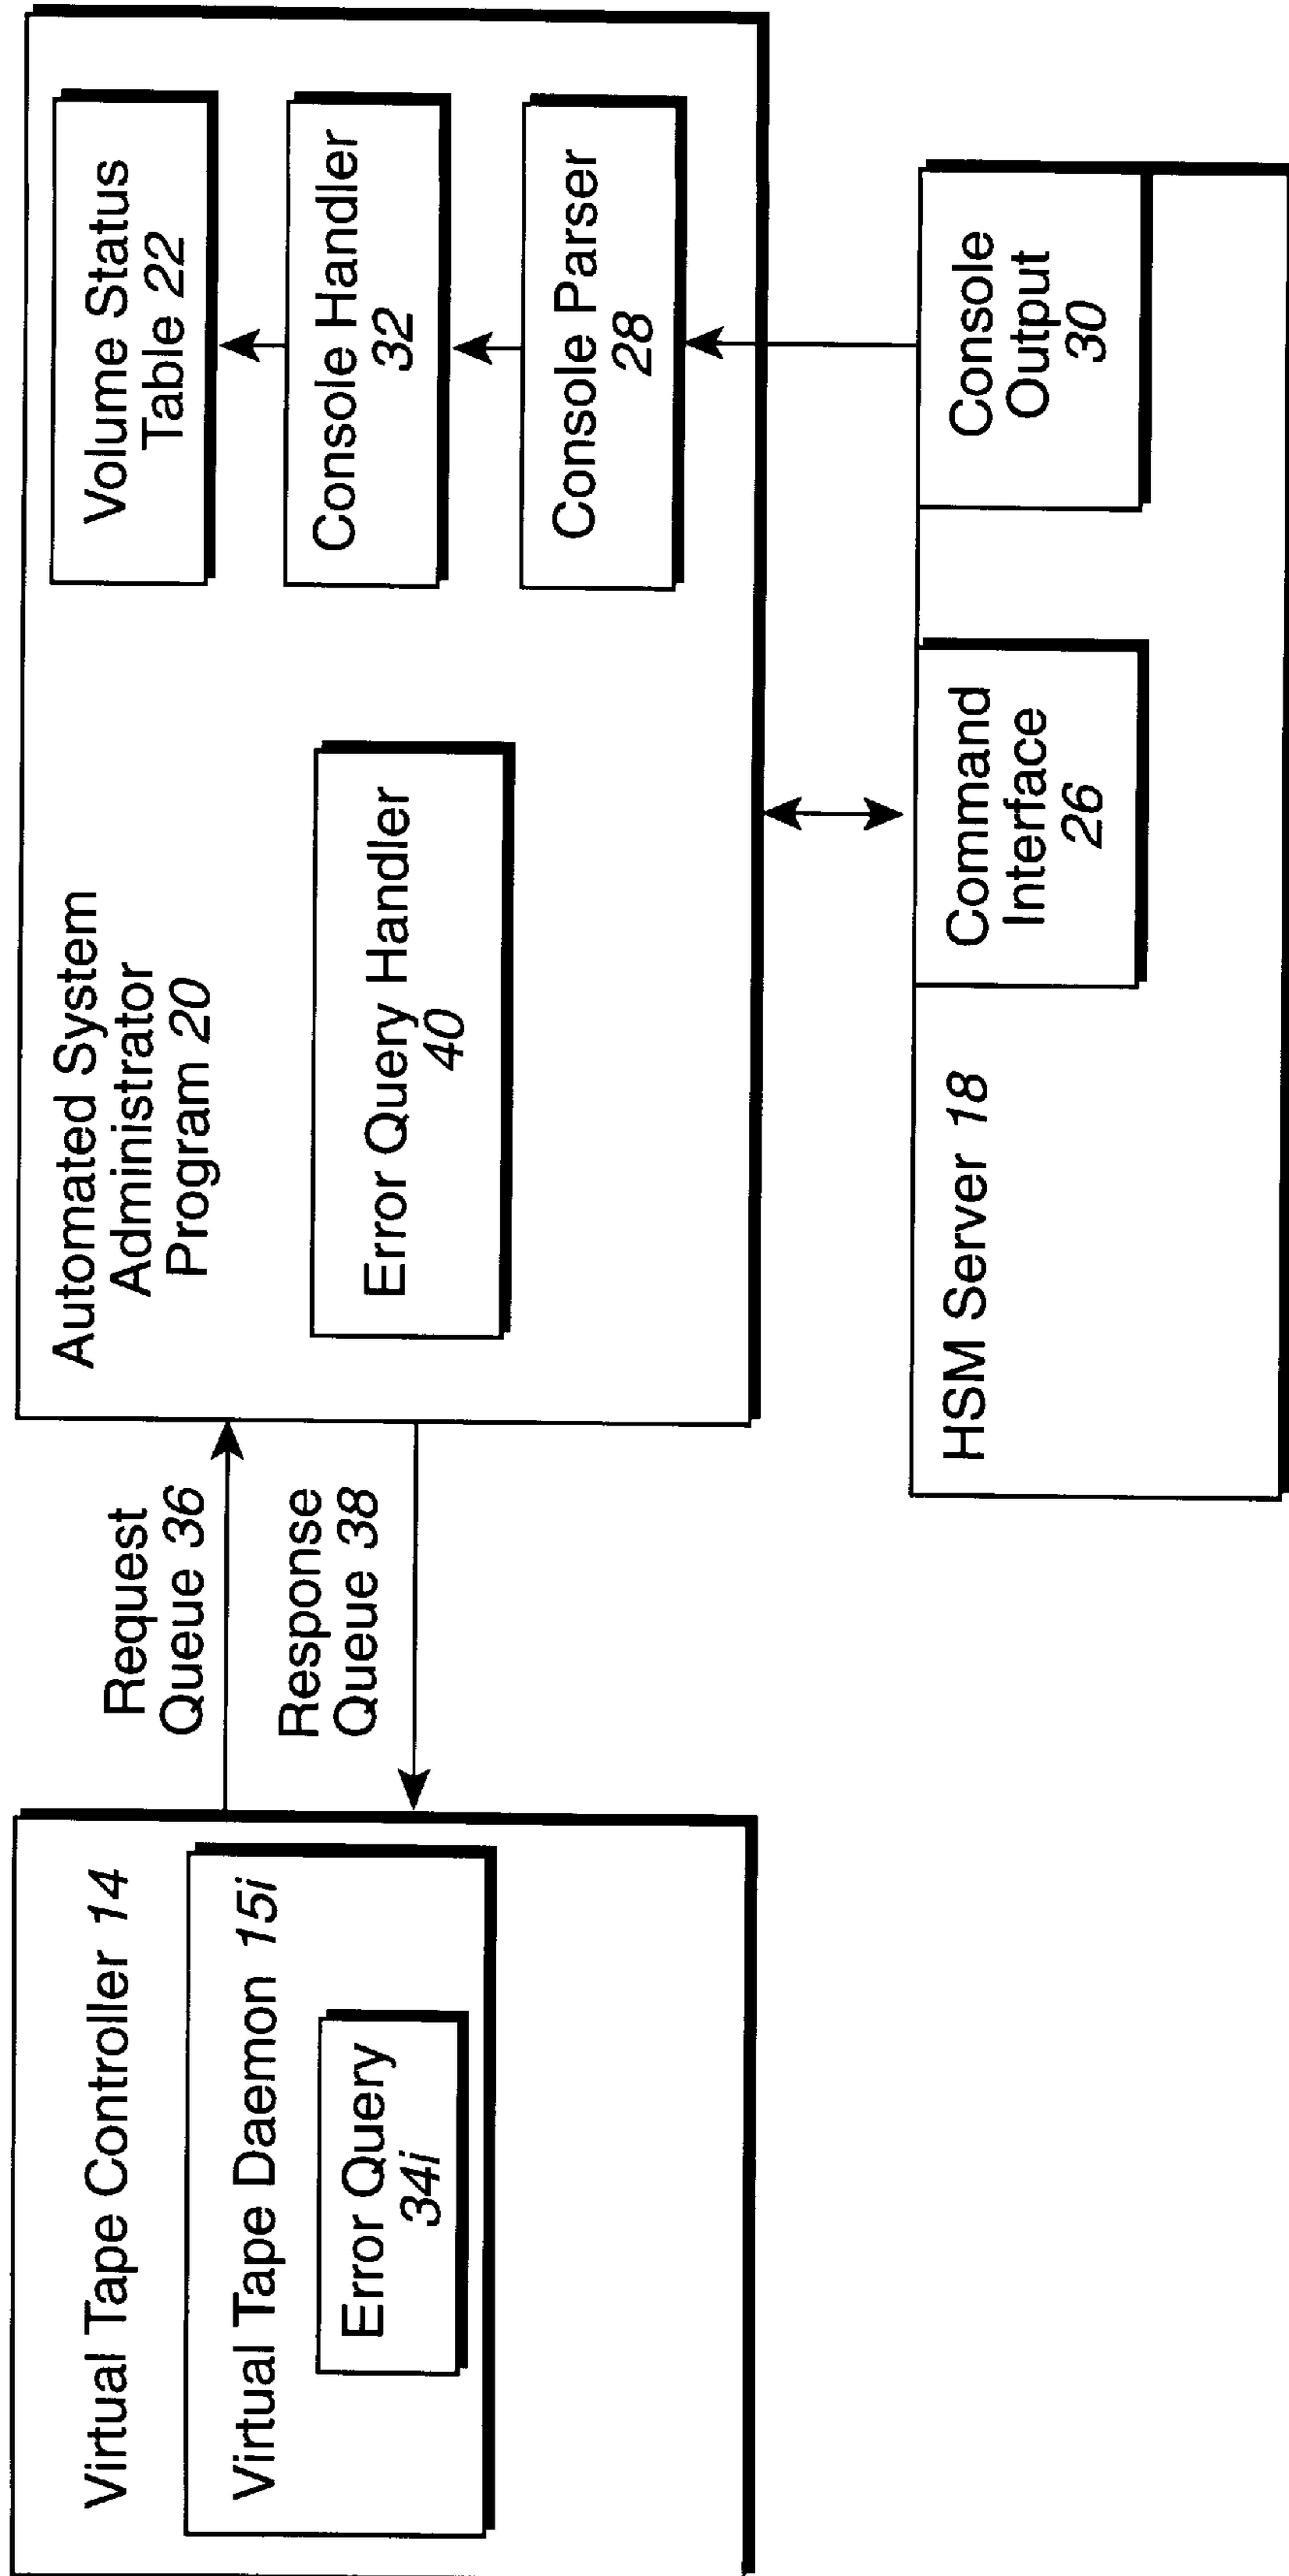 Virtual Tape Controller 14
Virtual Tape Daemon 15i
Error Query
34i
Request
Queue 36
Response
Queue 38
Automated System
Administrator
Program 20
Error Query Handler
40
Volume Status
Table 22
Console Handler
32
Console Parser
28
HSM Server 18
Command
Interface
26
Console
Output
30